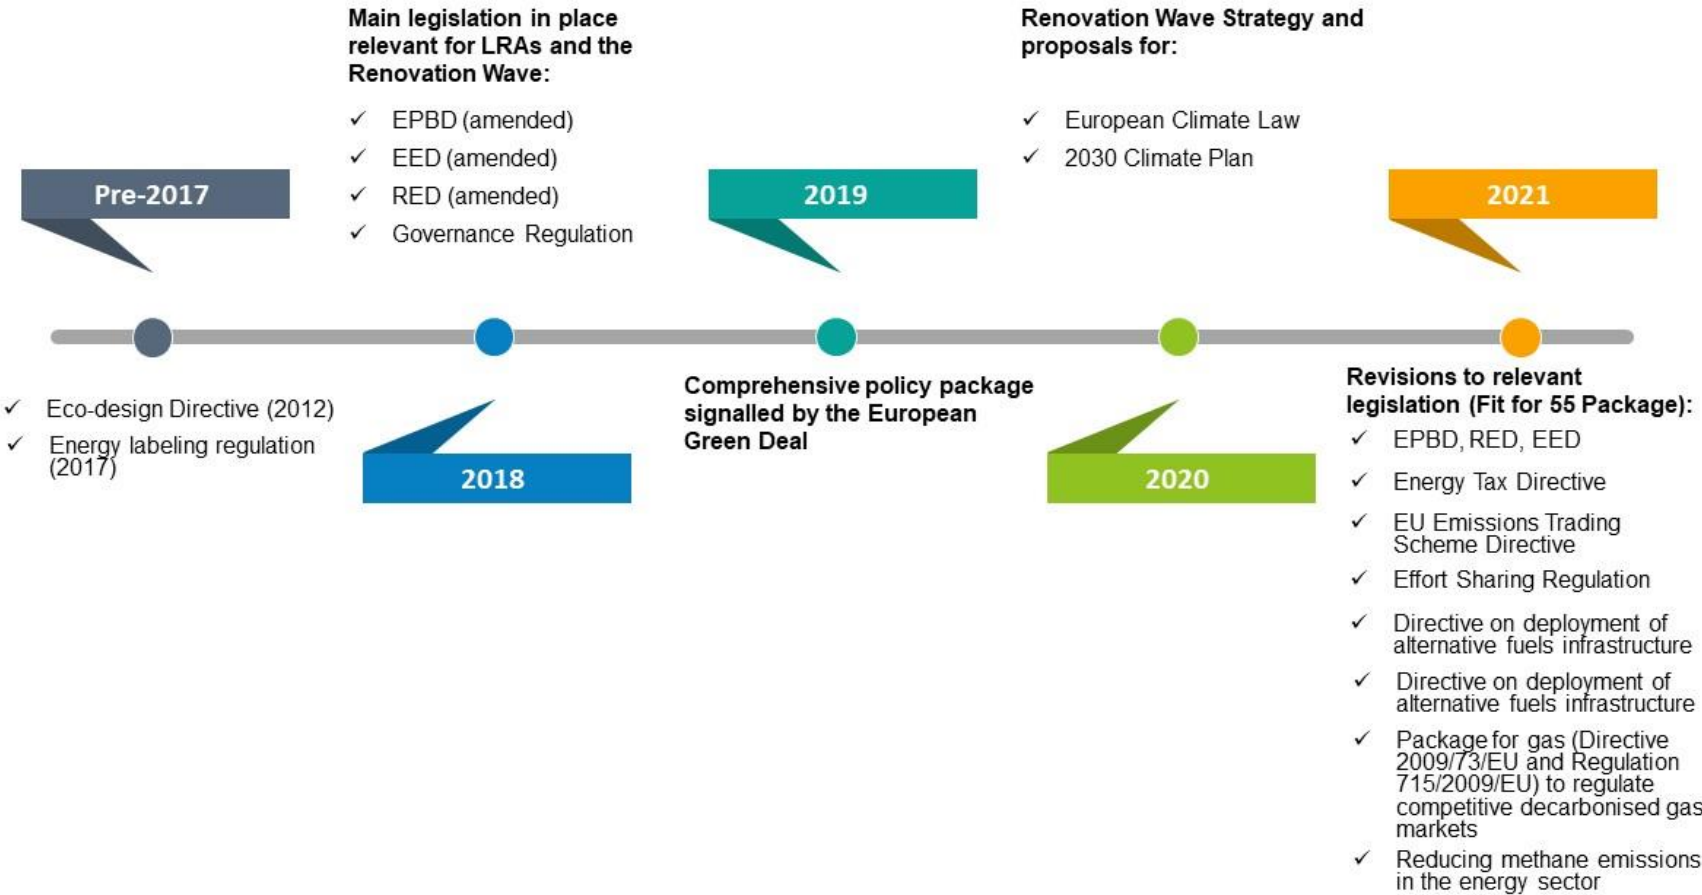 Main legislation in place
relevant for LRAs and the
Renovation Wave:
✓ EPBD (amended)
✓ EED (amended)
✓ RED (amended)
✓ Governance Regulation
Renovation Wave Strategy and
proposals for:
✓ European Climate Law
✓ 2030 Climate Plan
Pre-2017
2019
2021
✓ Eco-design Directive (2012)
✓ Energy labeling regulation
(2017)
2018
Comprehensive policy package
signalled by the European
Green Deal
2020
Revisions to relevant
legislation (Fit for 55 Package):
✓ EPBD, RED, EED
✓ Energy Tax Directive
✓ EU Emissions Trading
Scheme Directive
✓ Effort Sharing Regulation
✓ Directive on deployment of
alternative fuels infrastructure
✓ Directive on deployment of
alternative fuels infrastructure
✓ Package for gas (Directive
2009/73/EU and Regulation
715/2009/EU) to regulate
competitive decarbonised gas
markets
✓ Reducing methane emissions
in the energy sector